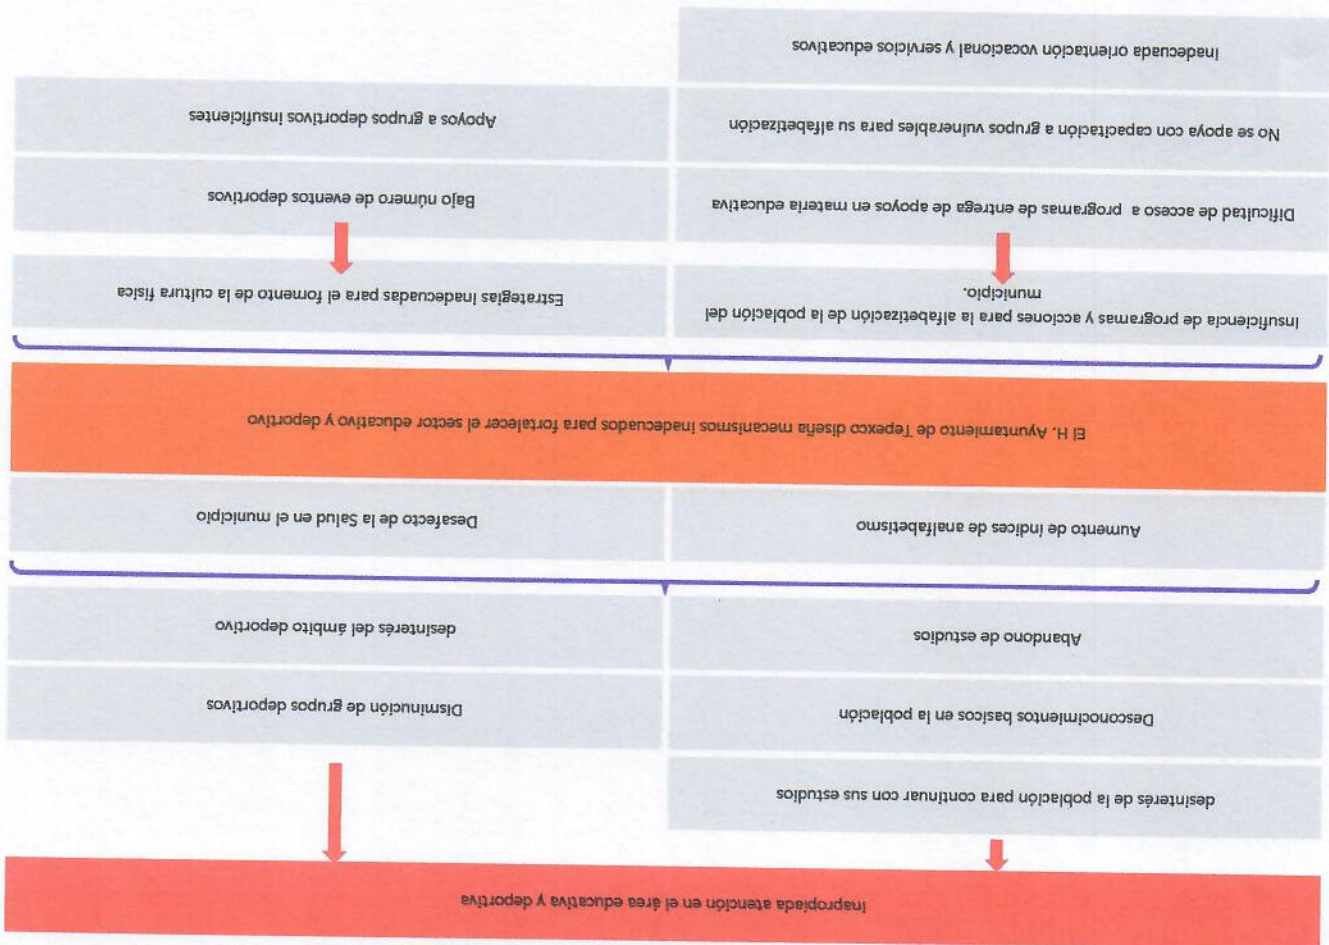 Inapropiada atención en el área educativa y deportiva
desinterés de la población para continuar con sus estudios
Desconocimientos basicos en la población
Disminución de grupos deportivos
Abandono de estudios
desinterés del ámbito deportivo
Aumento de índices de analfabetismo
Desafecto de la Salud en el municipio
El H. Ayuntamiento de Tepexco diseña mecanismos inadecuados para fortalecer el sector educativo y deportivo
Insuficiencia de programas y acciones para la alfabetización de la población del
municipio.
Estrategias Inadecuadas para el fomento de la cultura física
Dificultad de acceso a programas de entrega de apoyos en materia educativa
Bajo número de eventos deportivos
No se apoya con capacitación a grupos vulnerables para su alfabetización
Apoyos a grupos deportivos insuficientes
Inadecuada orientación vocacional y servicios educativos